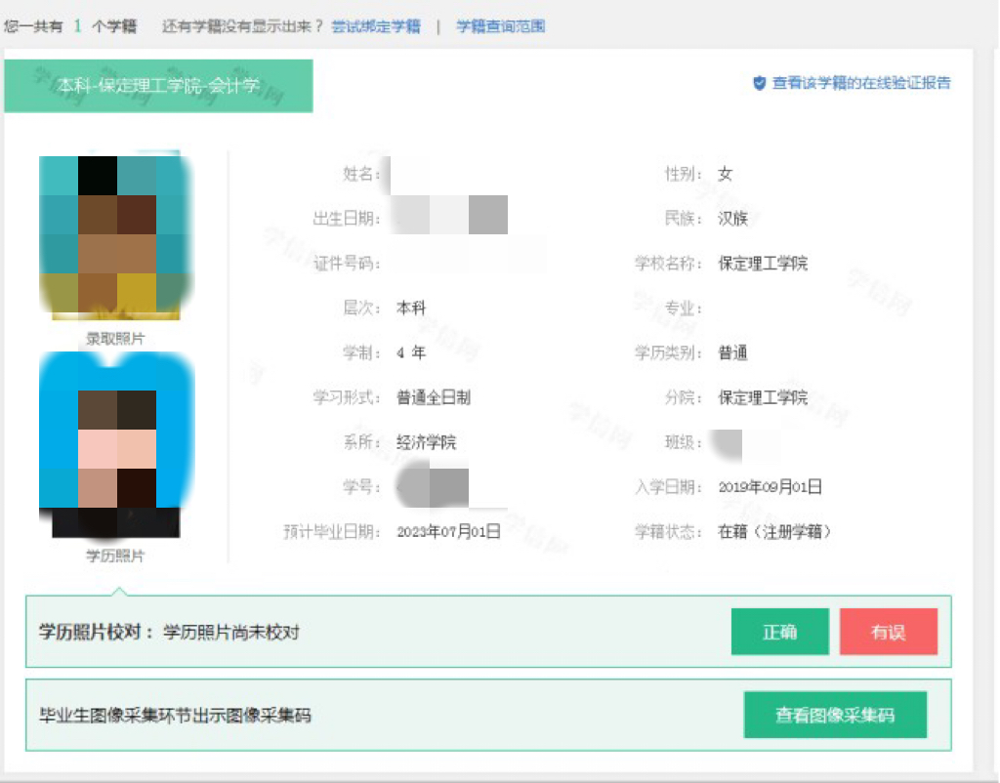 您一共有 1 个学籍 还有学籍没有显示出来？ 尝试绑定学籍 | 学籍查询范围
本科-保定理工学院-会计学
查看该学籍的在线验证报告
姓名：
性别： 女
出生日期：
民族： 汉族
证件号码：
学校名称： 保定理工学院
层次： 本科
专业：
学制： 4 年
学历类别： 普通
学习形式： 普通全日制
分院： 保定理工学院
系所： 经济学院
班级：
学号：
入学日期： 2019年09月01日
预计毕业日期： 2023年07月01日
学籍状态： 在籍（注册学籍）
录取照片
学历照片
学历照片校对： 学历照片尚未校对
正确 有误
毕业生图像采集环节出示图像采集码
查看图像采集码
学信网